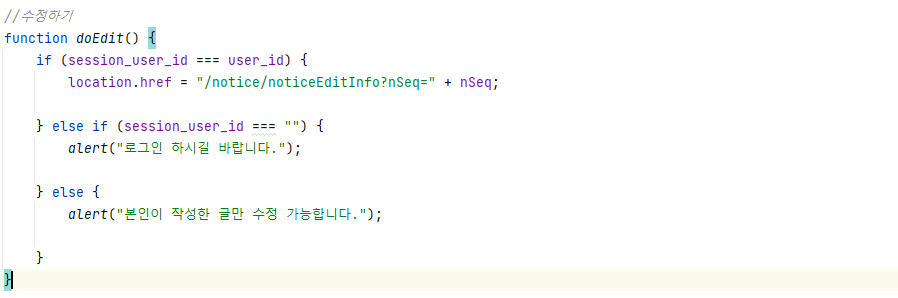 //수정하기
function doEdit() {
    if (session_user_id === user_id) {
        location.href = "/notice/noticeEditInfo?nSeq=" + nSeq;
    } else if (session_user_id === "") {
        alert("로그인 하시길 바랍니다.");
    } else {
        alert("본인이 작성한 글만 수정 가능합니다.");
    }
}